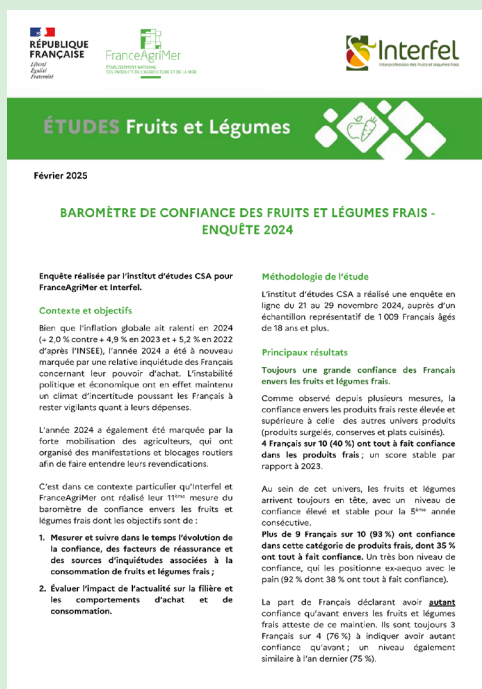 RÉPUBLIQUE
FRANÇAISE
Liberté
Égalité
Fraternité
FranceAgriMer
ÉTABLISSEMENT NATIONAL
DES PRODUITS DE L'AGRICULTURE ET DE LA MER
Interfel
Interprofession des fruits et légumes frais
ÉTUDES Fruits et Légumes
Février 2025
BAROMÈTRE DE CONFIANCE DES FRUITS ET LÉGUMES FRAIS -
ENQUÊTE 2024
Enquête réalisée par l'institut d'études CSA pour
FranceAgriMer et Interfel.
Contexte et objectifs
Bien que l'inflation globale ait ralenti en 2024
(+ 2,0 % contre + 4,9 % en 2023 et + 5,2 % en 2022
d'après l'INSEE), l'année 2024 a été à nouveau
marquée par une relative inquiétude des Français
concernant leur pouvoir d'achat. L'instabilité
politique et économique ont en effet maintenu
un climat d'incertitude poussant les Français à
rester vigilants quant à leurs dépenses.
L'année 2024 a également été marquée par la
forte mobilisation des agriculteurs, qui ont
organisé des manifestations et blocages routiers
afin de faire entendre leurs revendications.
C'est dans ce contexte particulier qu'Interfel et
FranceAgriMer ont réalisé leur 11ème mesure du
baromètre de confiance envers les fruits et
légumes frais dont les objectifs sont de :
1. Mesurer et suivre dans le temps l'évolution de
la confiance, des facteurs de réassurance et
des sources d'inquiétudes associées à la
consommation de fruits et légumes frais ;
2. Évaluer l'impact de l'actualité sur la filière et
les comportements d'achat et de
consommation.
Méthodologie de l'étude
L'institut d'études CSA a réalisé une enquête en
ligne du 21 au 29 novembre 2024, auprès d'un
échantillon représentatif de 1 009 Français âgés
de 18 ans et plus.
Principaux résultats
Toujours une grande confiance des Français
envers les fruits et légumes frais.
Comme observé depuis plusieurs mesures, la
confiance envers les produits frais reste élevée et
supérieure à celle des autres univers produits
(produits surgelés, conserves et plats cuisinés).
4 Français sur 10 (40 %) ont tout à fait confiance
dans les produits frais ; un score stable par
rapport à 2023.
Au sein de cet univers, les fruits et légumes
arrivent toujours en tête, avec un niveau de
confiance élevé et stable pour la 5ème année
consécutive.
Plus de 9 Français sur 10 (93 %) ont confiance
dans cette catégorie de produits frais, dont 35 %
ont tout à fait confiance. Un très bon niveau de
confiance, qui les positionne ex-aequo avec le
pain (92 % dont 38 % ont tout à fait confiance).
La part de Français déclarant avoir autant
confiance qu'avant envers les fruits et légumes
frais atteste de ce maintien. Ils sont toujours 3
Français sur 4 (76 %) à indiquer avoir autant
confiance qu'avant ; un niveau également
similaire à l'an dernier (75 %).